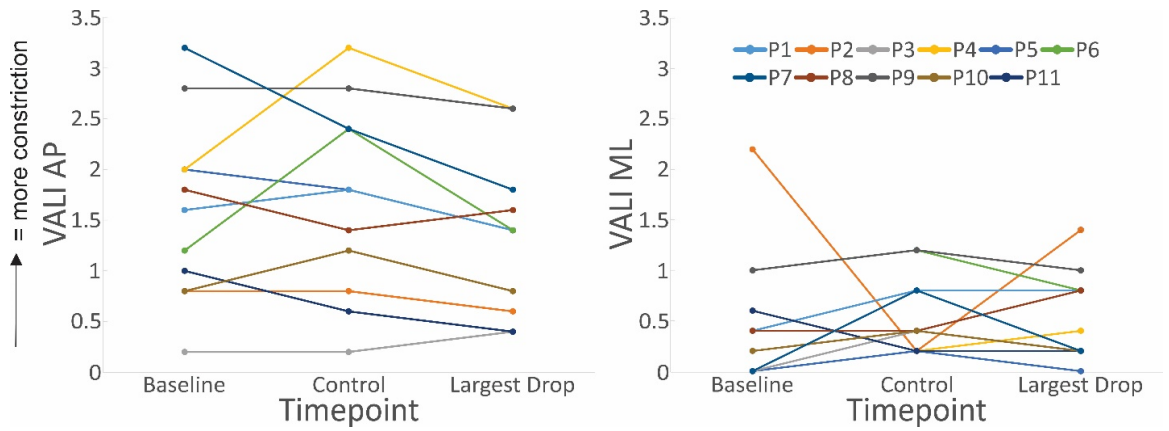 = more constriction
VALI AP
3.5
3
2.5
2
1.5
1
0.5
0
Baseline Control Largest Drop
Timepoint
VALI ML
3.5
3
2.5
2
1.5
1
0.5
0
P1 P2 P3 P4 P5 P6
P7 P8 P9 P10 P11
Baseline Control Largest Drop
Timepoint